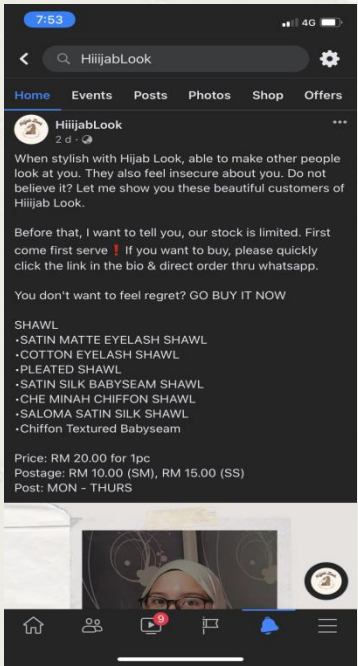 7:53
4G
HiiijabLook
Home Events Posts Photos Shop Offers
HiiijabLook
2 d ·
When stylish with Hijab Look, able to make other people
look at you. They also feel insecure about you. Do not
believe it? Let me show you these beautiful customers of
Hiiijab Look.
Before that, I want to tell you, our stock is limited. First
come first serve❗If you want to buy, please quickly
click the link in the bio & direct order thru whatsapp.
You don't want to feel regret? GO BUY IT NOW
SHAWL
•SATIN MATTE EYELASH SHAWL
•COTTON EYELASH SHAWL
•PLEATED SHAWL
•SATIN SILK BABYSEAM SHAWL
•CHE MINAH CHIFFON SHAWL
•SALOMA SATIN SILK SHAWL
•Chiffon Textured Babyseam
Price: RM 20.00 for 1pc
Postage: RM 10.00 (SM), RM 15.00 (SS)
Post: MON - THURS
9